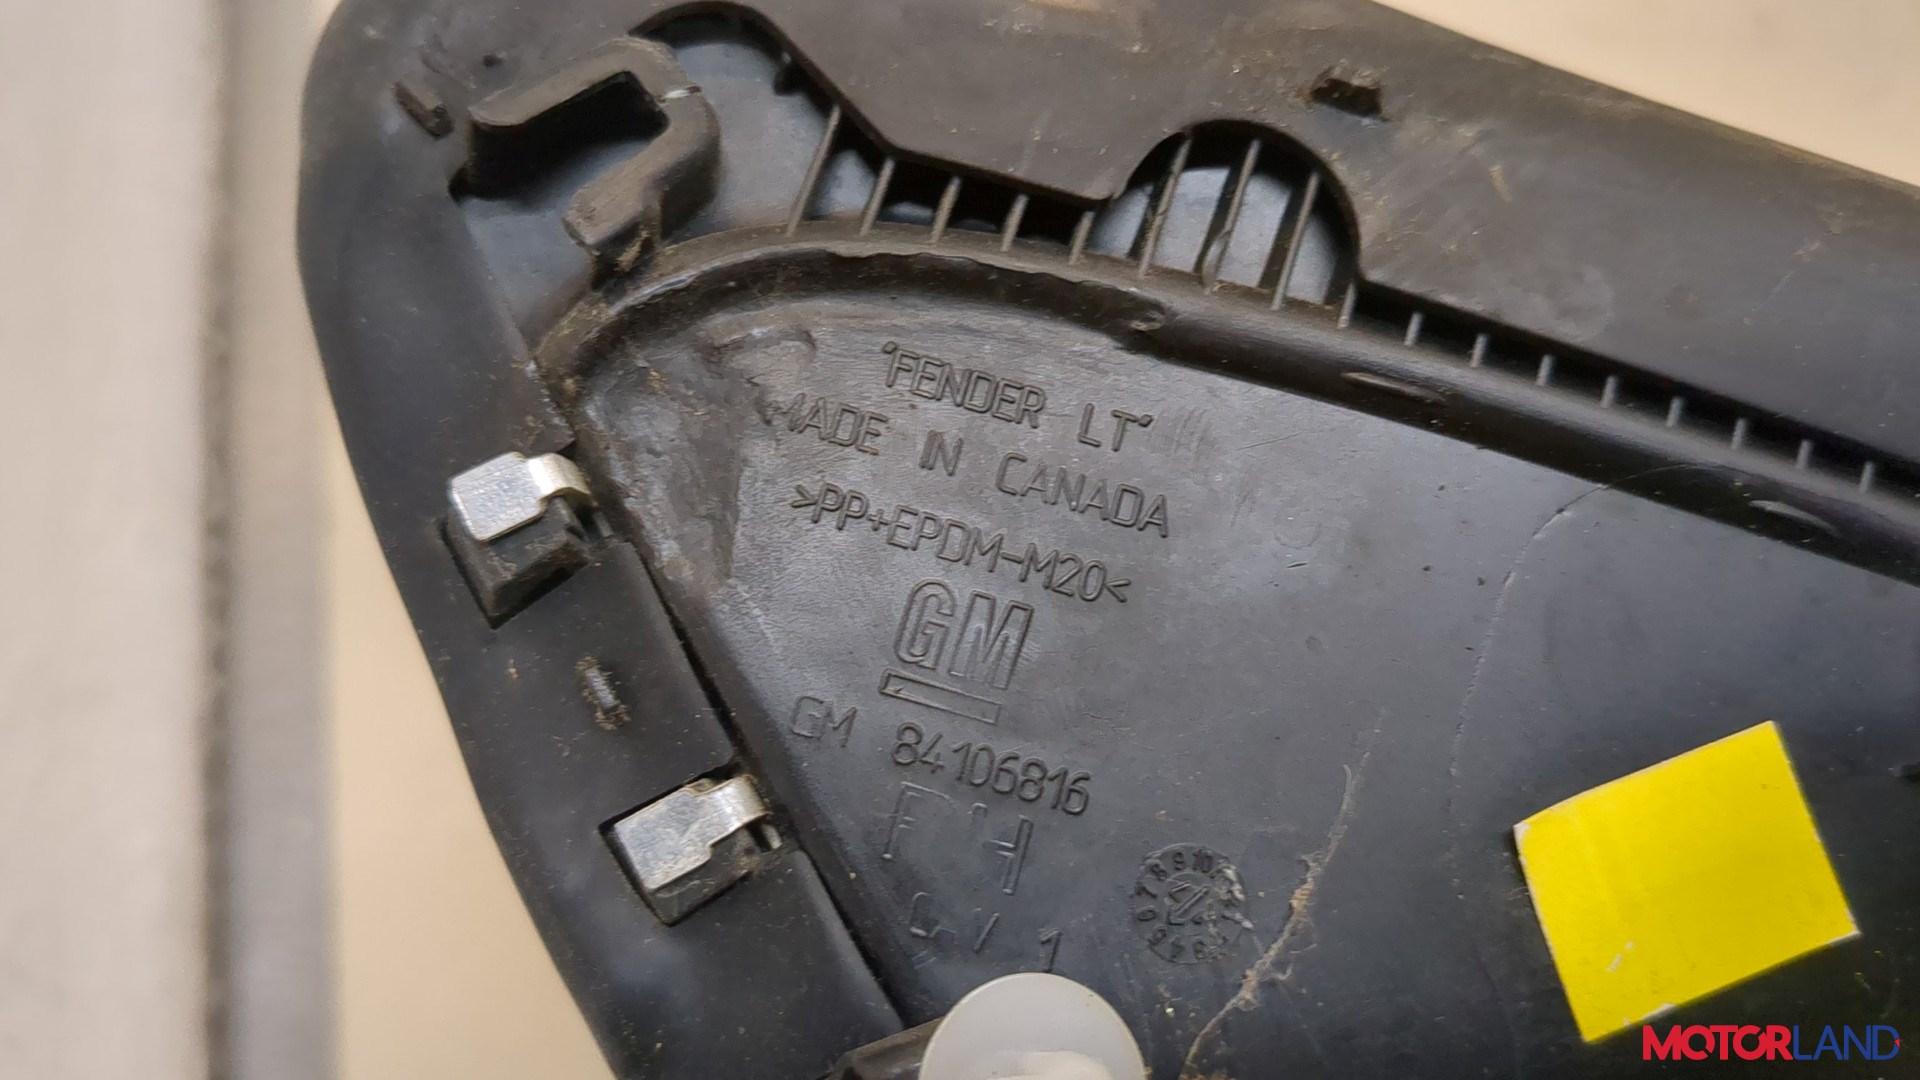 "FENDER LT"
MADE IN CANADA
>PP+EPDM-M20<
GM
GM 84106816
MOTORLAND